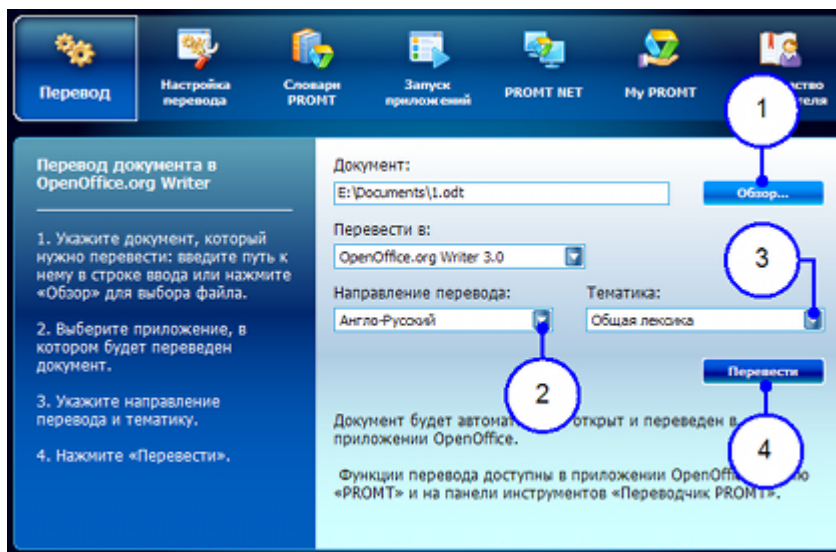 Перевод
Настройка перевода
Словари PROMT
Запуск приложений
PROMT NET
My PROMT
1
Перевод документа в
OpenOffice.org Writer
1. Укажите документ, который
нужно перевести: введите путь к
нему в строке ввода или нажмите
«Обзор» для выбора файла.
2. Выберите приложение, в
котором будет переведен
документ.
3. Укажите направление
перевода и тематику.
4. Нажмите «Перевести».
Документ:
E:\Documents\1.odt
Обзор...
Перевести в:
OpenOffice.org Writer 3.0
3
Направление перевода:
Тематика:
Англо-Русский
Общая лексика
2
Перевести
4
Документ будет открыт и переведен в
приложении OpenOffice.
Функции перевода доступны в приложении
«PROMT» и на панели инструментов «Переводчик PROMT».